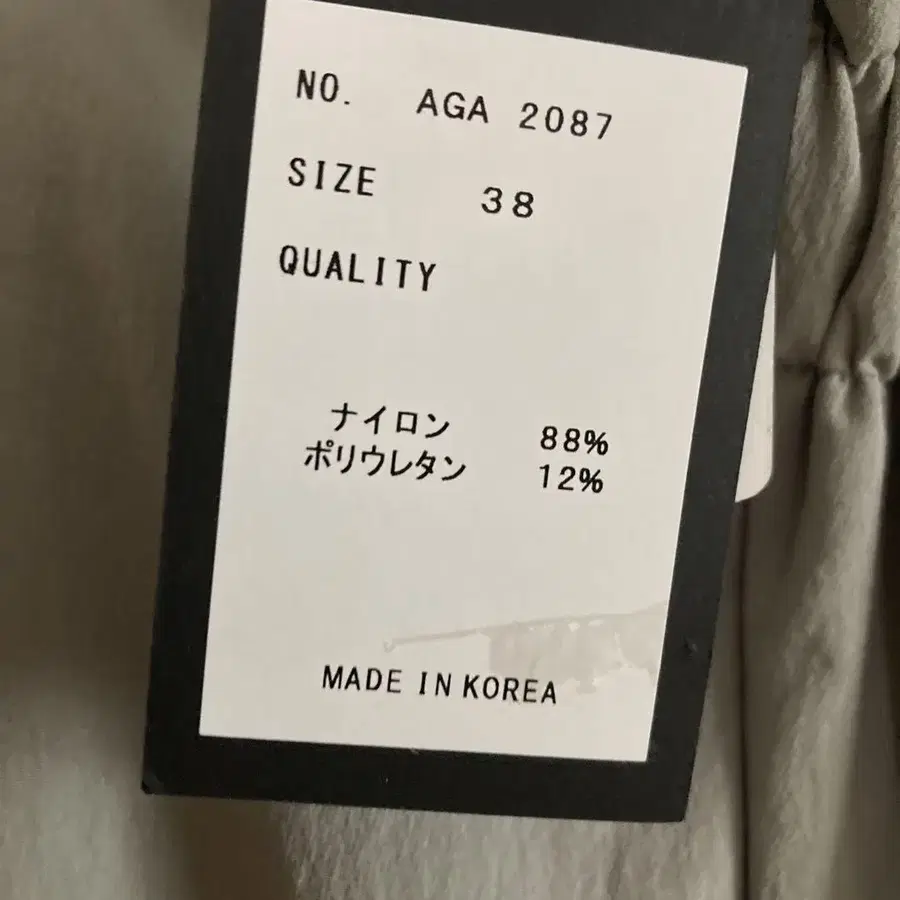 NO. AGA 2087
SIZE 38
QUALITY
ナイロン 88%
ポリウレタン 12%
MADE IN KOREA